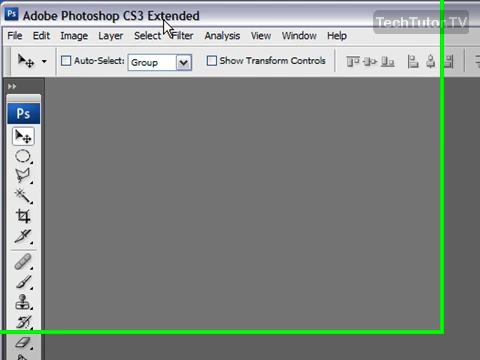 Ps Adobe Photoshop CS3 Extended
TechTutor.TV
File Edit Image Layer Select Filter Analysis View Window Help
Auto-Select: Group Show Transform Controls
Ps